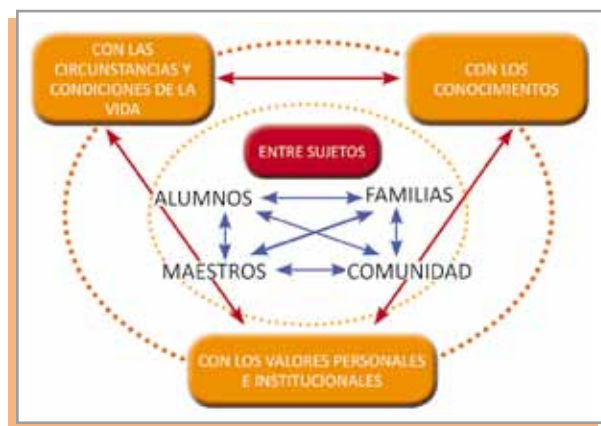 CON LAS
CIRCUNSTANCIAS Y
CONDICIONES DE LA
VIDA
CON LOS
CONOCIMIENTOS
ENTRE SUJETOS
ALUMNOS
FAMILIAS
MAESTROS
COMUNIDAD
CON LOS VALORES PERSONALES
E INSTITUCIONALES